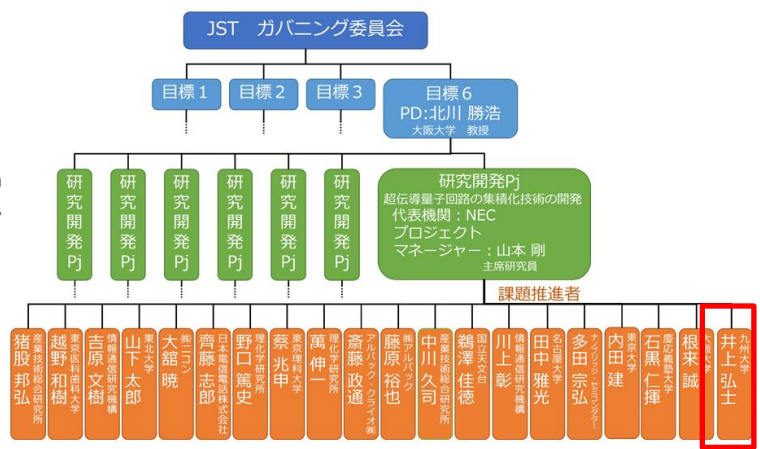 JST ガバニング委員会
目標1
目標2
目標3
目標6
PD:北川 勝浩
大阪大学 教授
研究開発Pj
研究開発Pj
研究開発Pj
研究開発Pj
研究開発Pj
研究開発Pj
研究開発Pj
超伝導量子回路の集積化技術の開発
代表機関:NEC
プロジェクト
マネージャー:山本 剛
主席研究員
課題推進者
産業技術総合研究所
猪股 邦弘
東京医科歯科大学
越野 和樹
情報通信研究機構
吉原 文樹
東北大学
山下 太郎
㈱ニコン
大舘 暁
日本電信電話株式会社
齊藤 志郎
理化学研究所
野口 篤史
東京理科大学
蔡 兆申
理化学研究所
萬 伸一
アルバック・クライオ㈱
斎藤 政通
㈱アルバック
藤原 裕也
産業技術総合研究所
中川 久司
国立天文台
鵜澤 佳徳
情報通信研究機構
川上 彰
名古屋大学
田中 雅光
ナノブリッジ・セミコンダクター
多田 宗弘
東京大学
内田 建
慶応義塾大学
石黒 仁揮
大阪大学
根来 誠
九州大学
井上 弘士